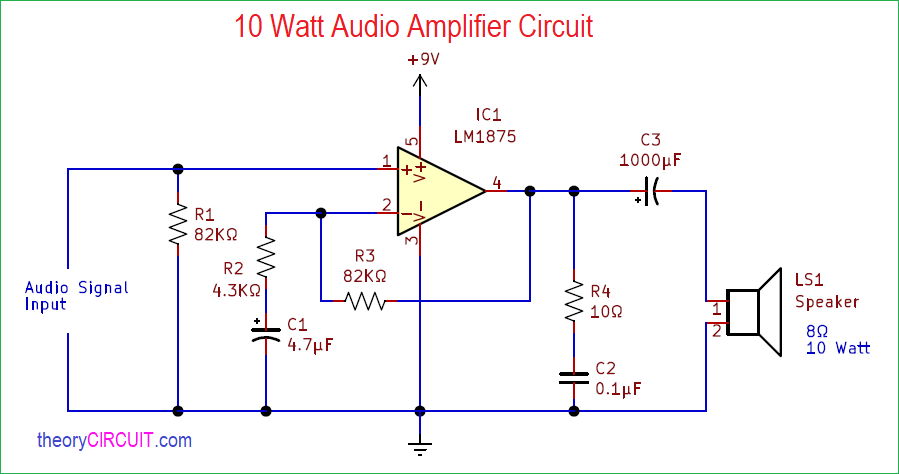 10 Watt Audio Amplifier Circuit
+9V
IC1
LM1875
5
1
+
V+
4
2
−
V−
3
C3
1000µF
+
R1
82KΩ
R2
4.3KΩ
R3
82KΩ
Audio Signal
Input
+
C1
4.7µF
R4
10Ω
C2
0.1µF
LS1
Speaker
1
2
8Ω
10 Watt
theoryCIRCUIT.com